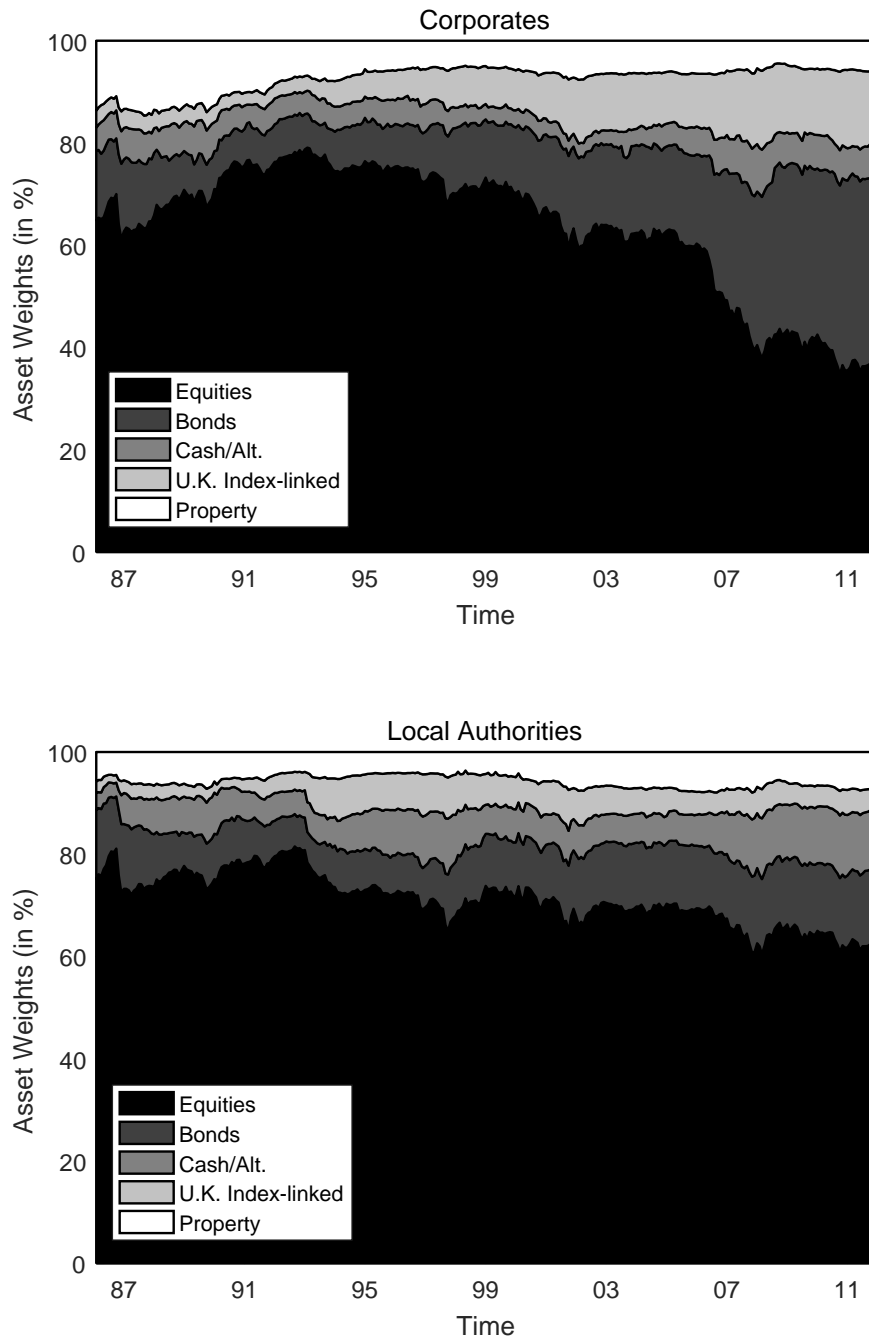 Corporates
100
80
60
40
20
0
Asset Weights (in %)
Equities
Bonds
Cash/Alt.
U.K. Index-linked
Property
87 91 95 99 03 07 11
Time
Local Authorities
100
80
60
40
20
0
Asset Weights (in %)
Equities
Bonds
Cash/Alt.
U.K. Index-linked
Property
87 91 95 99 03 07 11
Time